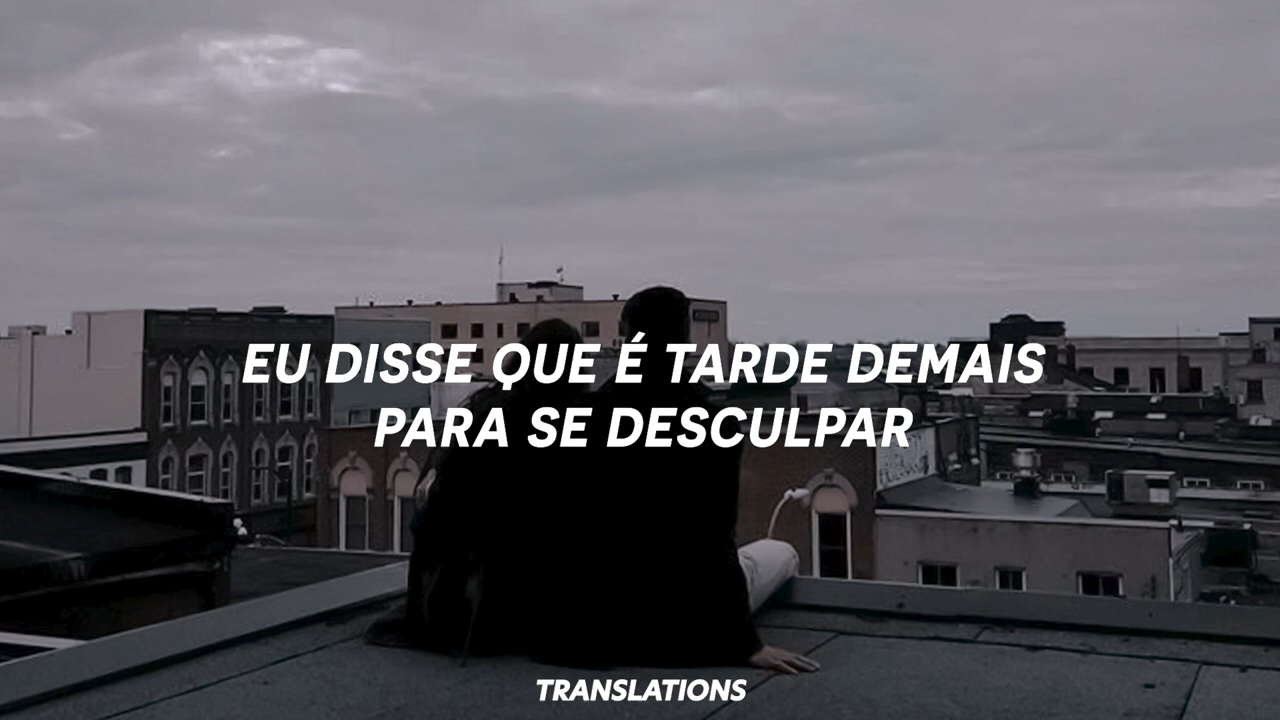 EU DISSE QUE É TARDE DEMAIS
PARA SE DESCULPAR
TRANSLATIONS